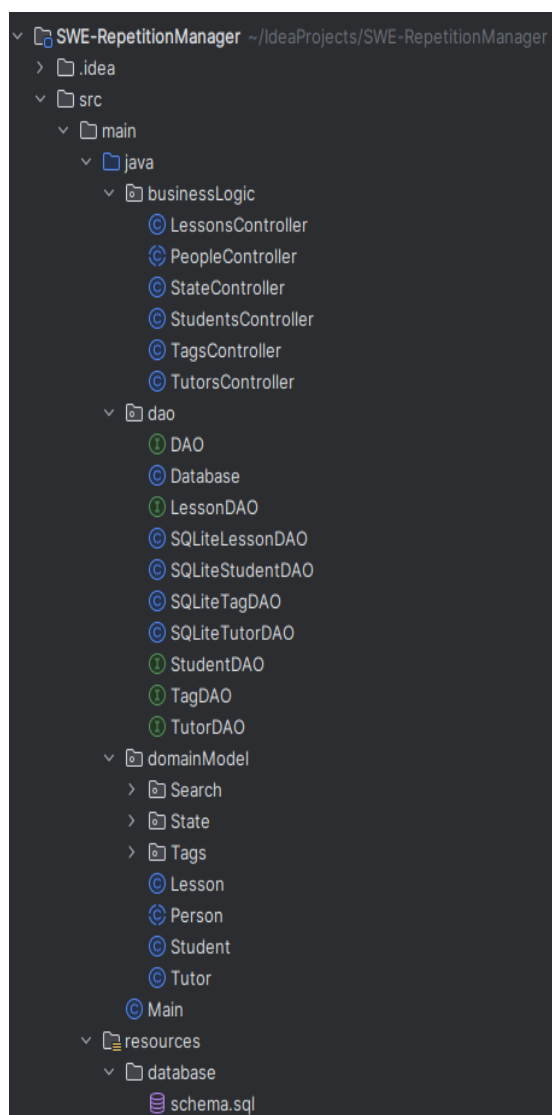 SWE-RepetitionManager ~/IdeaProjects/SWE-RepetitionManager
.idea
src
main
java
businessLogic
LessonsController
PeopleController
StateController
StudentsController
TagsController
TutorsController
dao
DAO
Database
LessonDAO
SQLiteLessonDAO
SQLiteStudentDAO
SQLiteTagDAO
SQLiteTutorDAO
StudentDAO
TagDAO
TutorDAO
domainModel
Search
State
Tags
Lesson
Person
Student
Tutor
Main
resources
database
schema.sql